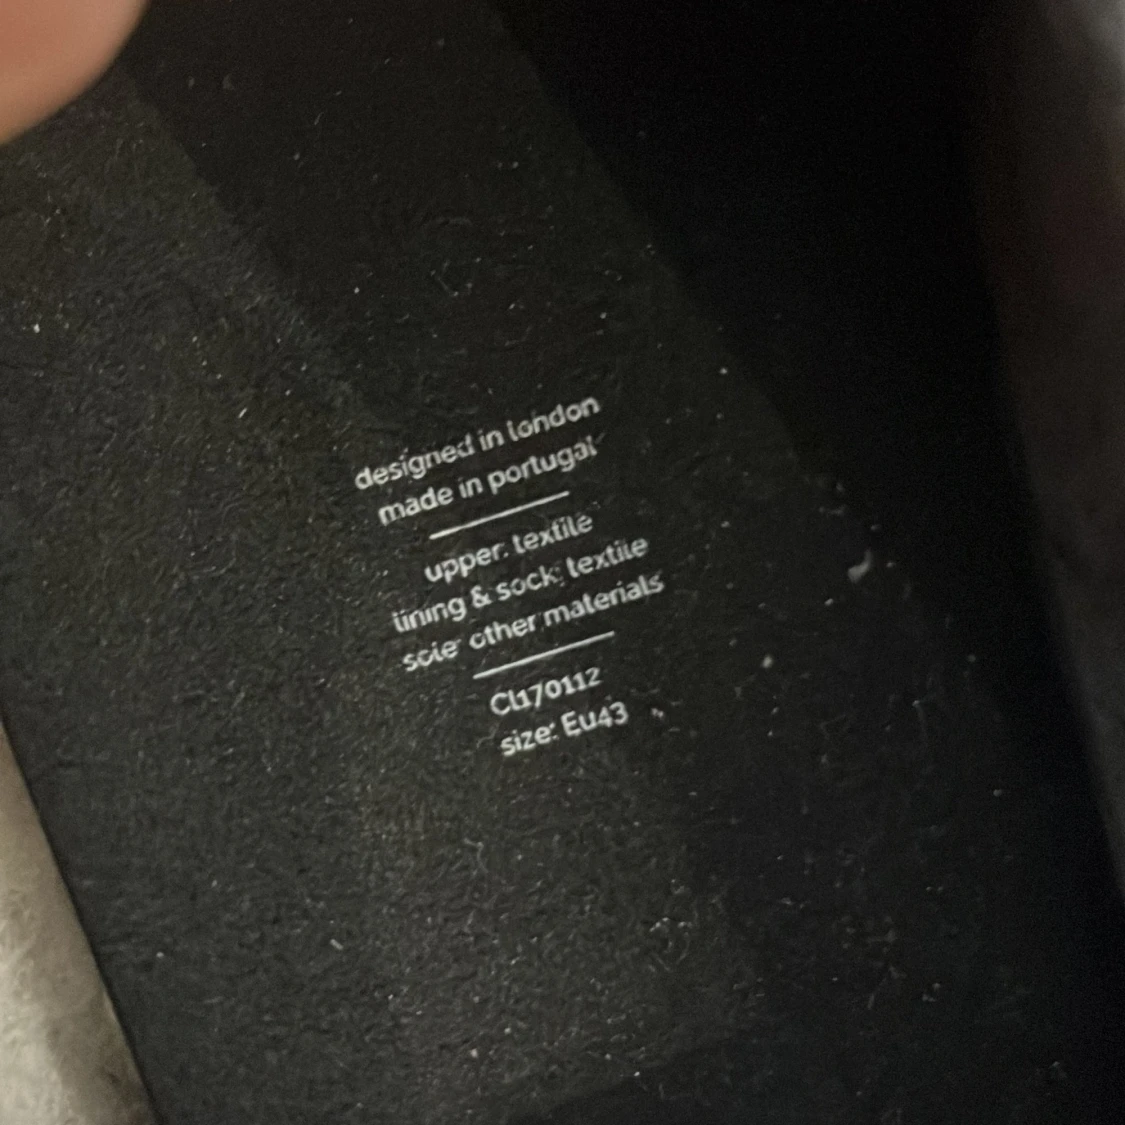 designed in london
made in portugal
upper: textile
lining & sock: textile
sole: other materials
Cl170112
size: Eu43